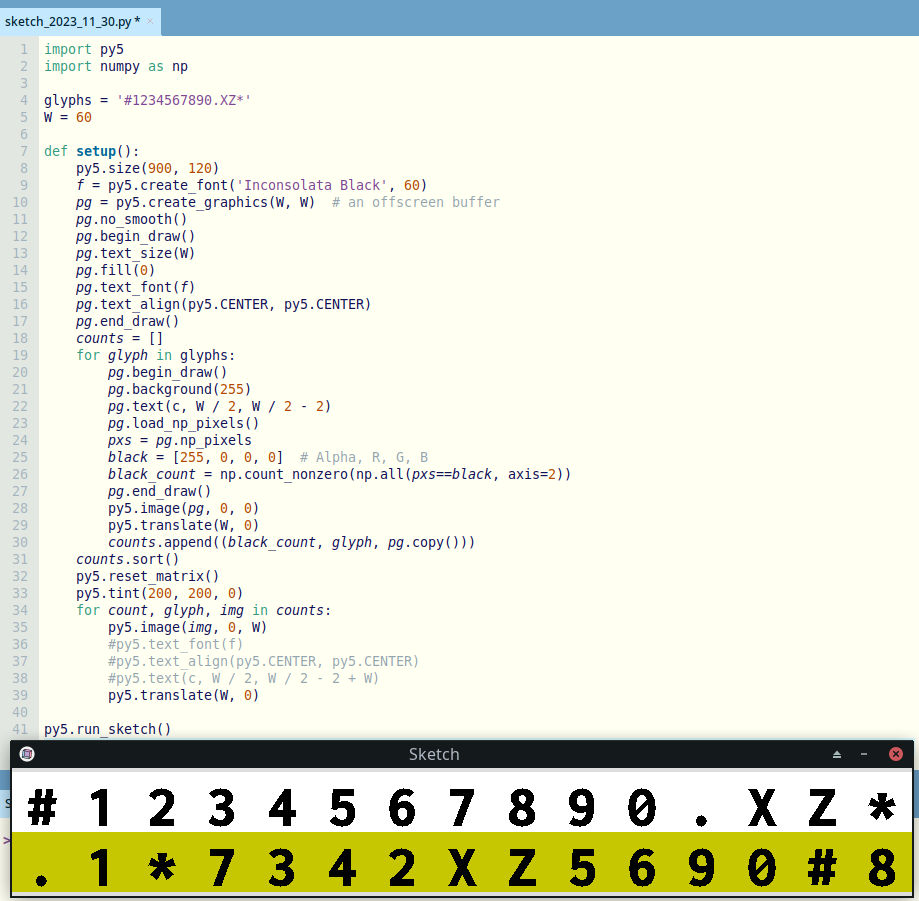 sketch_2023_11_30.py * ×
1 import py5
2 import numpy as np
3
4 glyphs = '#1234567890.XZ*'
5 W = 60
6
7 def setup():
8     py5.size(900, 120)
9     f = py5.create_font('Inconsolata Black', 60)
10     pg = py5.create_graphics(W, W)  # an offscreen buffer
11     pg.no_smooth()
12     pg.begin_draw()
13     pg.text_size(W)
14     pg.fill(0)
15     pg.text_font(f)
16     pg.text_align(py5.CENTER, py5.CENTER)
17     pg.end_draw()
18     counts = []
19     for glyph in glyphs:
20         pg.begin_draw()
21         pg.background(255)
22         pg.text(c, W / 2, W / 2 - 2)
23         pg.load_np_pixels()
24         pxs = pg.np_pixels
25         black = [255, 0, 0, 0]  # Alpha, R, G, B
26         black_count = np.count_nonzero(np.all(pxs==black, axis=2))
27         pg.end_draw()
28         py5.image(pg, 0, 0)
29         py5.translate(W, 0)
30         counts.append((black_count, glyph, pg.copy()))
31     counts.sort()
32     py5.reset_matrix()
33     py5.tint(200, 200, 0)
34     for count, glyph, img in counts:
35         py5.image(img, 0, W)
36         #py5.text_font(f)
37         #py5.text_align(py5.CENTER, py5.CENTER)
38         #py5.text(c, W / 2, W / 2 - 2 + W)
39         py5.translate(W, 0)
40
41 py5.run_sketch()
Sketch
# 1 2 3 4 5 6 7 8 9 0 . X Z *
. 1 * 7 3 4 2 X Z 5 6 9 0 # 8